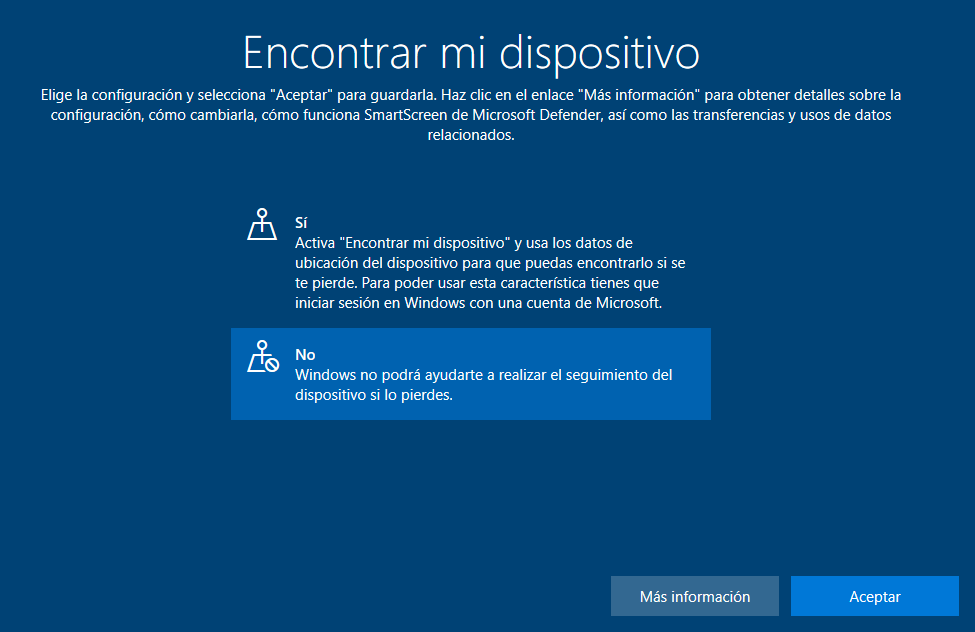 Encontrar mi dispositivo
Elige la configuración y selecciona "Aceptar" para guardarla. Haz clic en el enlace "Más información" para obtener detalles sobre la
configuración, cómo cambiarla, cómo funciona SmartScreen de Microsoft Defender, así como las transferencias y usos de datos
relacionados.
Sí
Activa "Encontrar mi dispositivo" y usa los datos de
ubicación del dispositivo para que puedas encontrarlo si se
te pierde. Para poder usar esta característica tienes que
iniciar sesión en Windows con una cuenta de Microsoft.
No
Windows no podrá ayudarte a realizar el seguimiento del
dispositivo si lo pierdes.
Más información
Aceptar